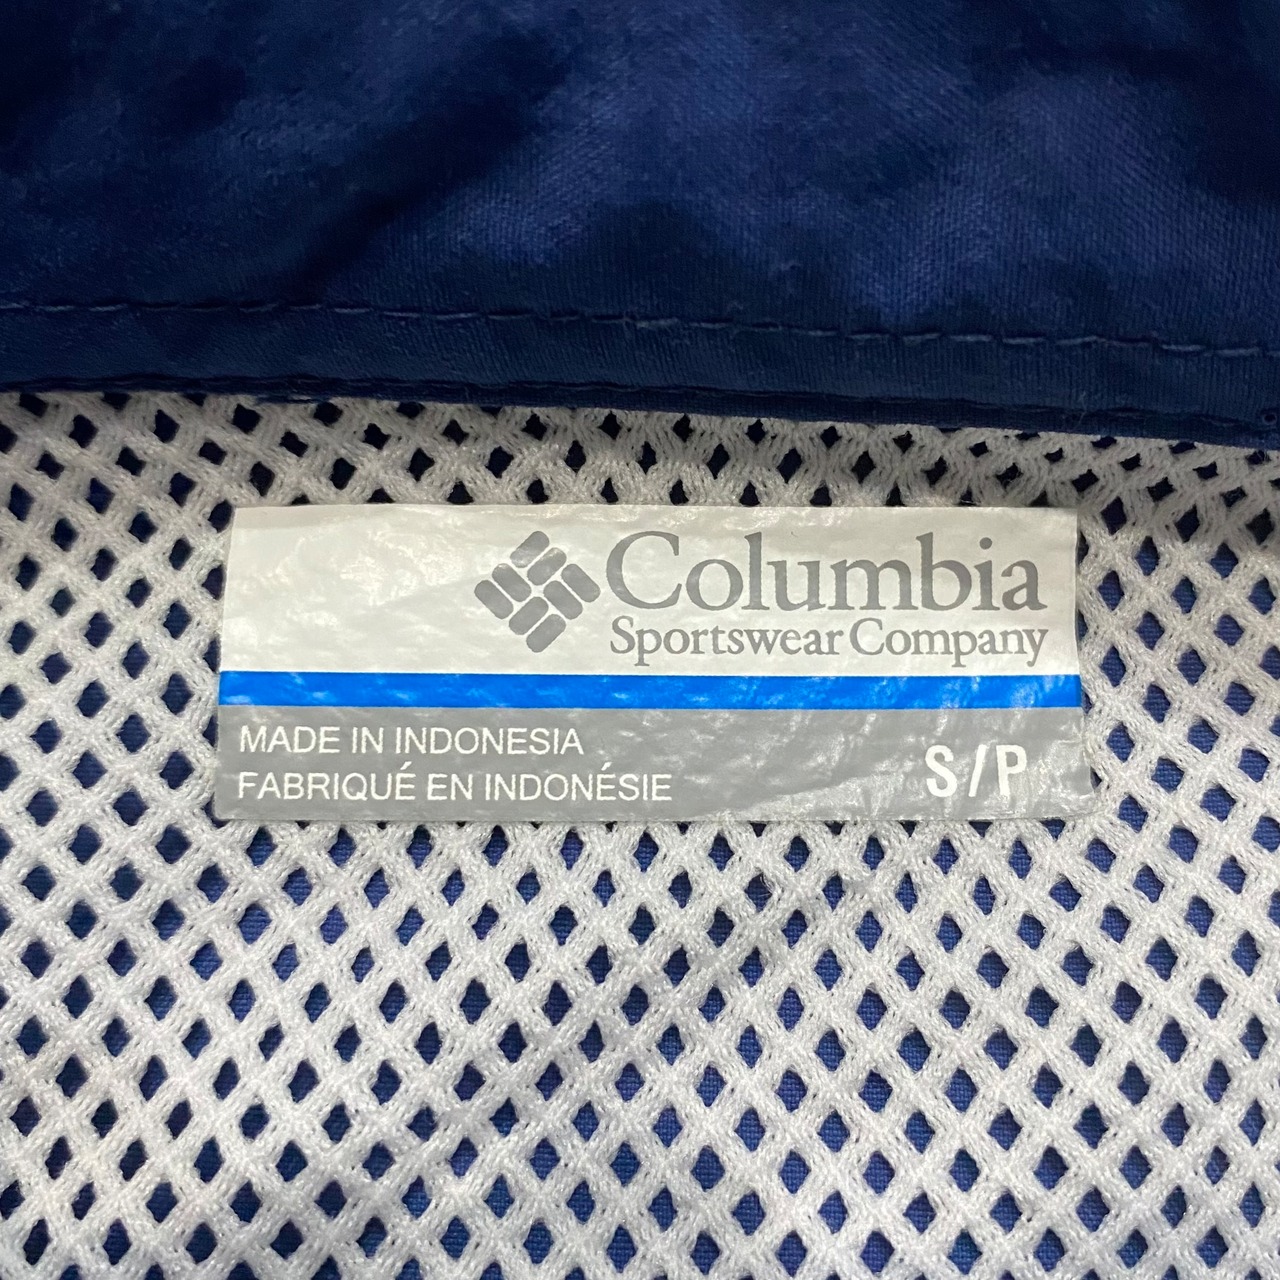 Columbia
Sportswear Company
MADE IN INDONESIA
FABRIQUÉ EN INDONÉSIE
S/P